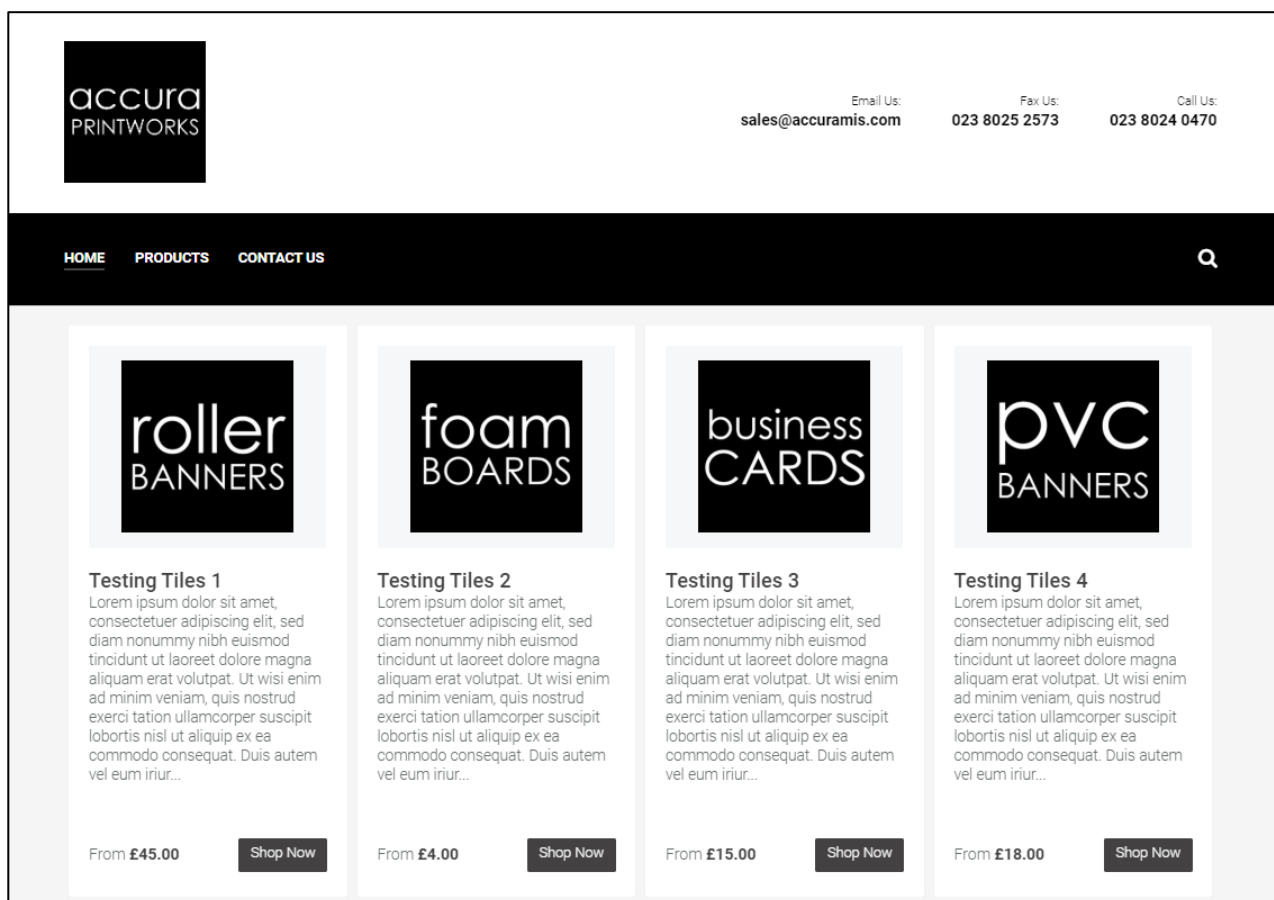 accura
PRINTWORKS
Email Us:
sales@accuramis.com
Fax Us:
023 8025 2573
Call Us:
023 8024 0470
HOME
PRODUCTS
CONTACT US
roller
BANNERS
Testing Tiles 1
Lorem ipsum dolor sit amet,
consectetuer adipiscing elit, sed
diam nonummy nibh euismod
tincidunt ut laoreet dolore magna
aliquam erat volutpat. Ut wisi enim
ad minim veniam, quis nostrud
exerci tation ullamcorper suscipit
lobortis nisl ut aliquip ex ea
commodo consequat. Duis autem
vel eum iriur...
From £45.00
Shop Now
foam
BOARDS
Testing Tiles 2
Lorem ipsum dolor sit amet,
consectetuer adipiscing elit, sed
diam nonummy nibh euismod
tincidunt ut laoreet dolore magna
aliquam erat volutpat. Ut wisi enim
ad minim veniam, quis nostrud
exerci tation ullamcorper suscipit
lobortis nisl ut aliquip ex ea
commodo consequat. Duis autem
vel eum iriur...
From £4.00
Shop Now
business
CARDS
Testing Tiles 3
Lorem ipsum dolor sit amet,
consectetuer adipiscing elit, sed
diam nonummy nibh euismod
tincidunt ut laoreet dolore magna
aliquam erat volutpat. Ut wisi enim
ad minim veniam, quis nostrud
exerci tation ullamcorper suscipit
lobortis nisl ut aliquip ex ea
commodo consequat. Duis autem
vel eum iriur...
From £15.00
Shop Now
pvc
BANNERS
Testing Tiles 4
Lorem ipsum dolor sit amet,
consectetuer adipiscing elit, sed
diam nonummy nibh euismod
tincidunt ut laoreet dolore magna
aliquam erat volutpat. Ut wisi enim
ad minim veniam, quis nostrud
exerci tation ullamcorper suscipit
lobortis nisl ut aliquip ex ea
commodo consequat. Duis autem
vel eum iriur...
From £18.00
Shop Now